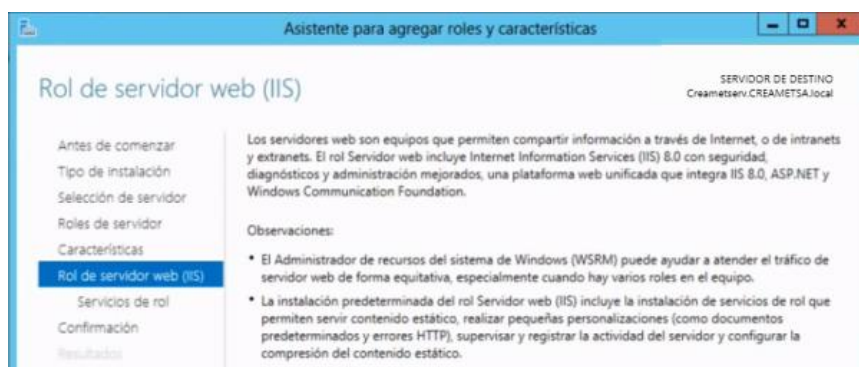 Asistente para agregar roles y características
Rol de servidor web (IIS)
SERVIDOR DE DESTINO
Creametserv.CREAMETSA.local
Antes de comenzar
Tipo de instalación
Selección de servidor
Roles de servidor
Características
Rol de servidor web (IIS)
Servicios de rol
Confirmación
Resultados
Los servidores web son equipos que permiten compartir información a través de Internet, o de intranets
y extranets. El rol Servidor web incluye Internet Information Services (IIS) 8.0 con seguridad,
diagnósticos y administración mejorados, una plataforma web unificada que integra IIS 8.0, ASP.NET y
Windows Communication Foundation.
Observaciones:
• El Administrador de recursos del sistema de Windows (WSRM) puede ayudar a atender el tráfico de
servidor web de forma equitativa, especialmente cuando hay varios roles en el equipo.
• La instalación predeterminada del rol Servidor web (IIS) incluye la instalación de servicios de rol que
permiten servir contenido estático, realizar pequeñas personalizaciones (como documentos
predeterminados y errores HTTP), supervisar y registrar la actividad del servidor y configurar la
compresión del contenido estático.